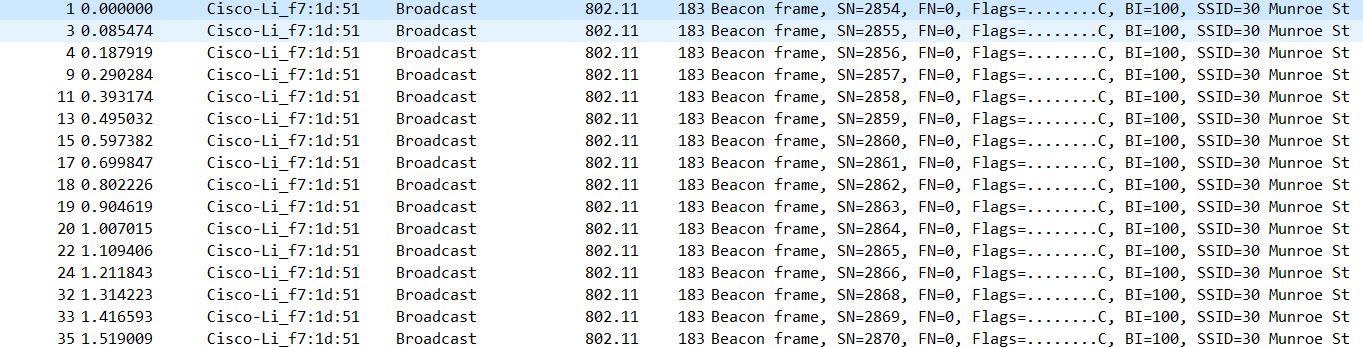 1 0.000000 Cisco-Li_f7:1d:51 Broadcast 802.11 183 Beacon frame, SN=2854, FN=0, Flags=........C, BI=100, SSID=30 Munroe St
3 0.085474 Cisco-Li_f7:1d:51 Broadcast 802.11 183 Beacon frame, SN=2855, FN=0, Flags=........C, BI=100, SSID=30 Munroe St
4 0.187919 Cisco-Li_f7:1d:51 Broadcast 802.11 183 Beacon frame, SN=2856, FN=0, Flags=........C, BI=100, SSID=30 Munroe St
9 0.290284 Cisco-Li_f7:1d:51 Broadcast 802.11 183 Beacon frame, SN=2857, FN=0, Flags=........C, BI=100, SSID=30 Munroe St
11 0.393174 Cisco-Li_f7:1d:51 Broadcast 802.11 183 Beacon frame, SN=2858, FN=0, Flags=........C, BI=100, SSID=30 Munroe St
13 0.495032 Cisco-Li_f7:1d:51 Broadcast 802.11 183 Beacon frame, SN=2859, FN=0, Flags=........C, BI=100, SSID=30 Munroe St
15 0.597382 Cisco-Li_f7:1d:51 Broadcast 802.11 183 Beacon frame, SN=2860, FN=0, Flags=........C, BI=100, SSID=30 Munroe St
17 0.699847 Cisco-Li_f7:1d:51 Broadcast 802.11 183 Beacon frame, SN=2861, FN=0, Flags=........C, BI=100, SSID=30 Munroe St
18 0.802226 Cisco-Li_f7:1d:51 Broadcast 802.11 183 Beacon frame, SN=2862, FN=0, Flags=........C, BI=100, SSID=30 Munroe St
19 0.904619 Cisco-Li_f7:1d:51 Broadcast 802.11 183 Beacon frame, SN=2863, FN=0, Flags=........C, BI=100, SSID=30 Munroe St
20 1.007015 Cisco-Li_f7:1d:51 Broadcast 802.11 183 Beacon frame, SN=2864, FN=0, Flags=........C, BI=100, SSID=30 Munroe St
22 1.109406 Cisco-Li_f7:1d:51 Broadcast 802.11 183 Beacon frame, SN=2865, FN=0, Flags=........C, BI=100, SSID=30 Munroe St
24 1.211843 Cisco-Li_f7:1d:51 Broadcast 802.11 183 Beacon frame, SN=2866, FN=0, Flags=........C, BI=100, SSID=30 Munroe St
32 1.314223 Cisco-Li_f7:1d:51 Broadcast 802.11 183 Beacon frame, SN=2868, FN=0, Flags=........C, BI=100, SSID=30 Munroe St
33 1.416593 Cisco-Li_f7:1d:51 Broadcast 802.11 183 Beacon frame, SN=2869, FN=0, Flags=........C, BI=100, SSID=30 Munroe St
35 1.519009 Cisco-Li_f7:1d:51 Broadcast 802.11 183 Beacon frame, SN=2870, FN=0, Flags=........C, BI=100, SSID=30 Munroe St